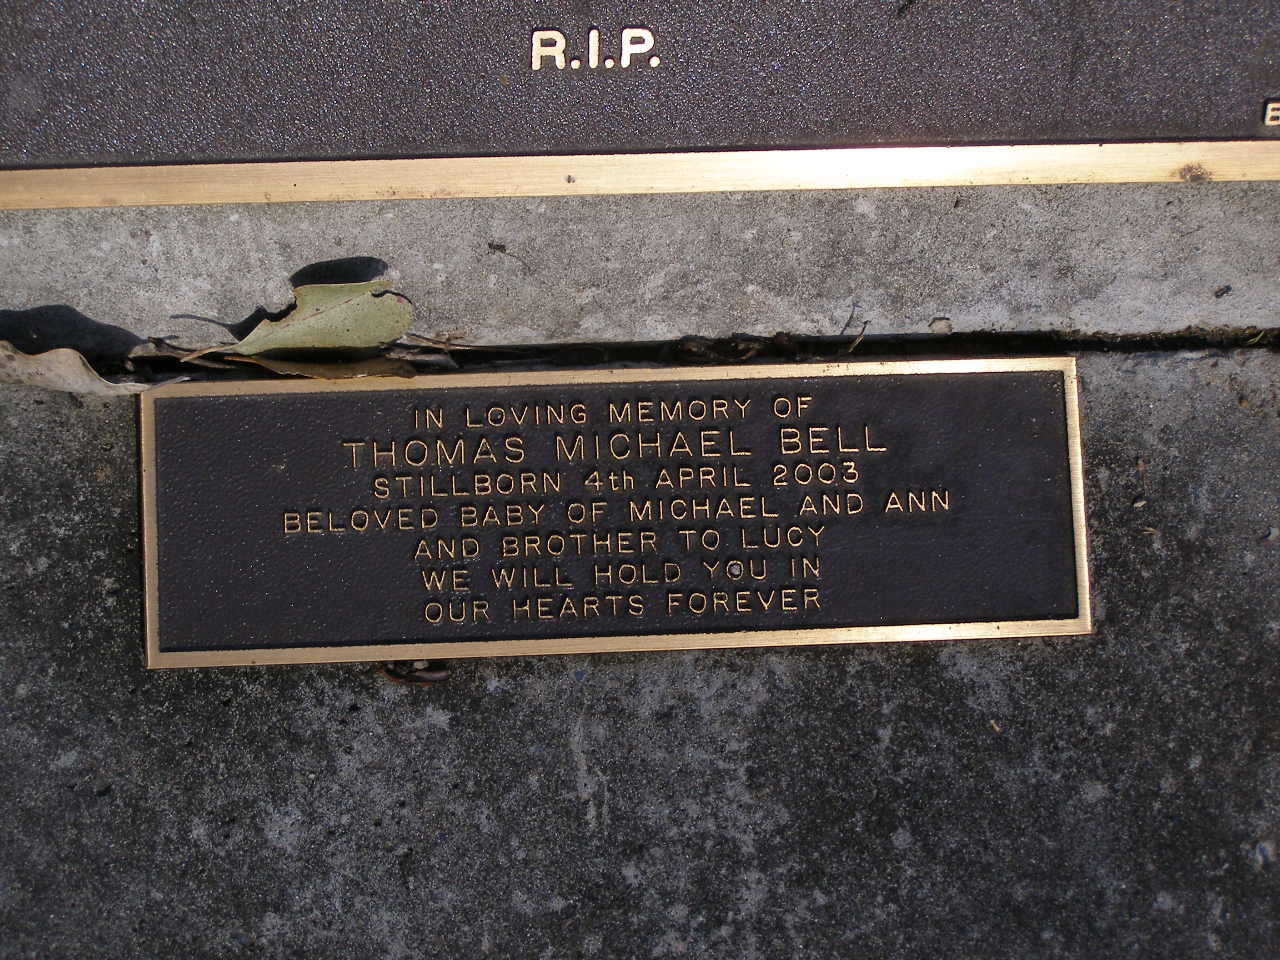 R.I.P.
IN LOVING MEMORY OF
THOMAS MICHAEL BELL
STILLBORN 4th APRIL 2003
BELOVED BABY OF MICHAEL AND ANN
AND BROTHER TO LUCY
WE WILL HOLD YOU IN
OUR HEARTS FOREVER